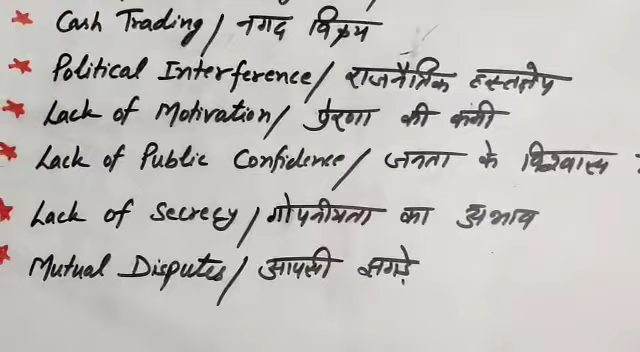 ★ Cash Trading / नगद विक्रय
★ Political Interference / राजनैतिक हस्तक्षेप
★ Lack of Motivation / प्रेरणा की कमी
★ Lack of Public Confidence / जनता के विश्वास
★ Lack of Secrecy / गोपनीयता का अभाव
★ Mutual Disputes / आपसी झगड़े